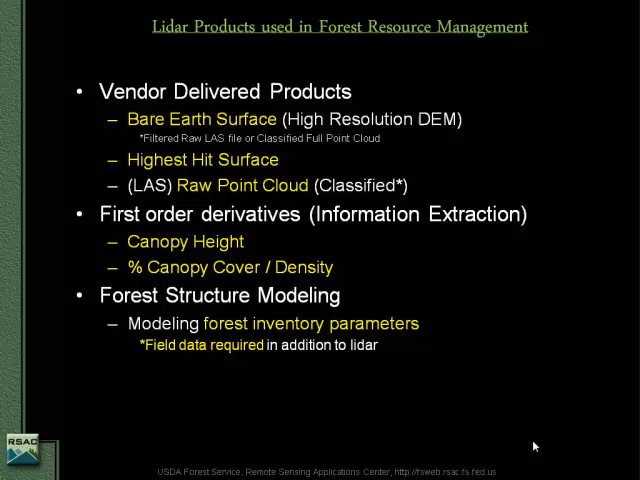 Lidar Products used in Forest Resource Management
• Vendor Delivered Products
– Bare Earth Surface (High Resolution DEM)
*Filtered Raw LAS file or Classified Full Point Cloud
– Highest Hit Surface
– (LAS) Raw Point Cloud (Classified*)
• First order derivatives (Information Extraction)
– Canopy Height
– % Canopy Cover / Density
• Forest Structure Modeling
– Modeling forest inventory parameters
*Field data required in addition to lidar
RSAC
USDA Forest Service, Remote Sensing Applications Center, http://fsweb.rsac.fs.fed.us